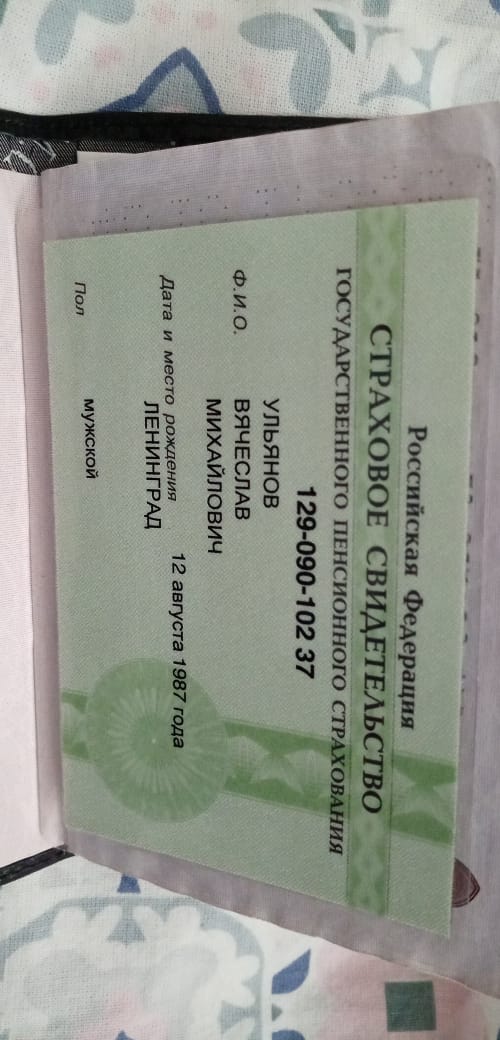 Российская Федерация
СТРАХОВОЕ СВИДЕТЕЛЬСТВО
ГОСУДАРСТВЕННОГО ПЕНСИОННОГО СТРАХОВАНИЯ
129-090-102 37
Ф.И.О. УЛЬЯНОВ
ВЯЧЕСЛАВ
МИХАЙЛОВИЧ
Дата и место рождения 12 августа 1987 года
ЛЕНИНГРАД
Пол мужской